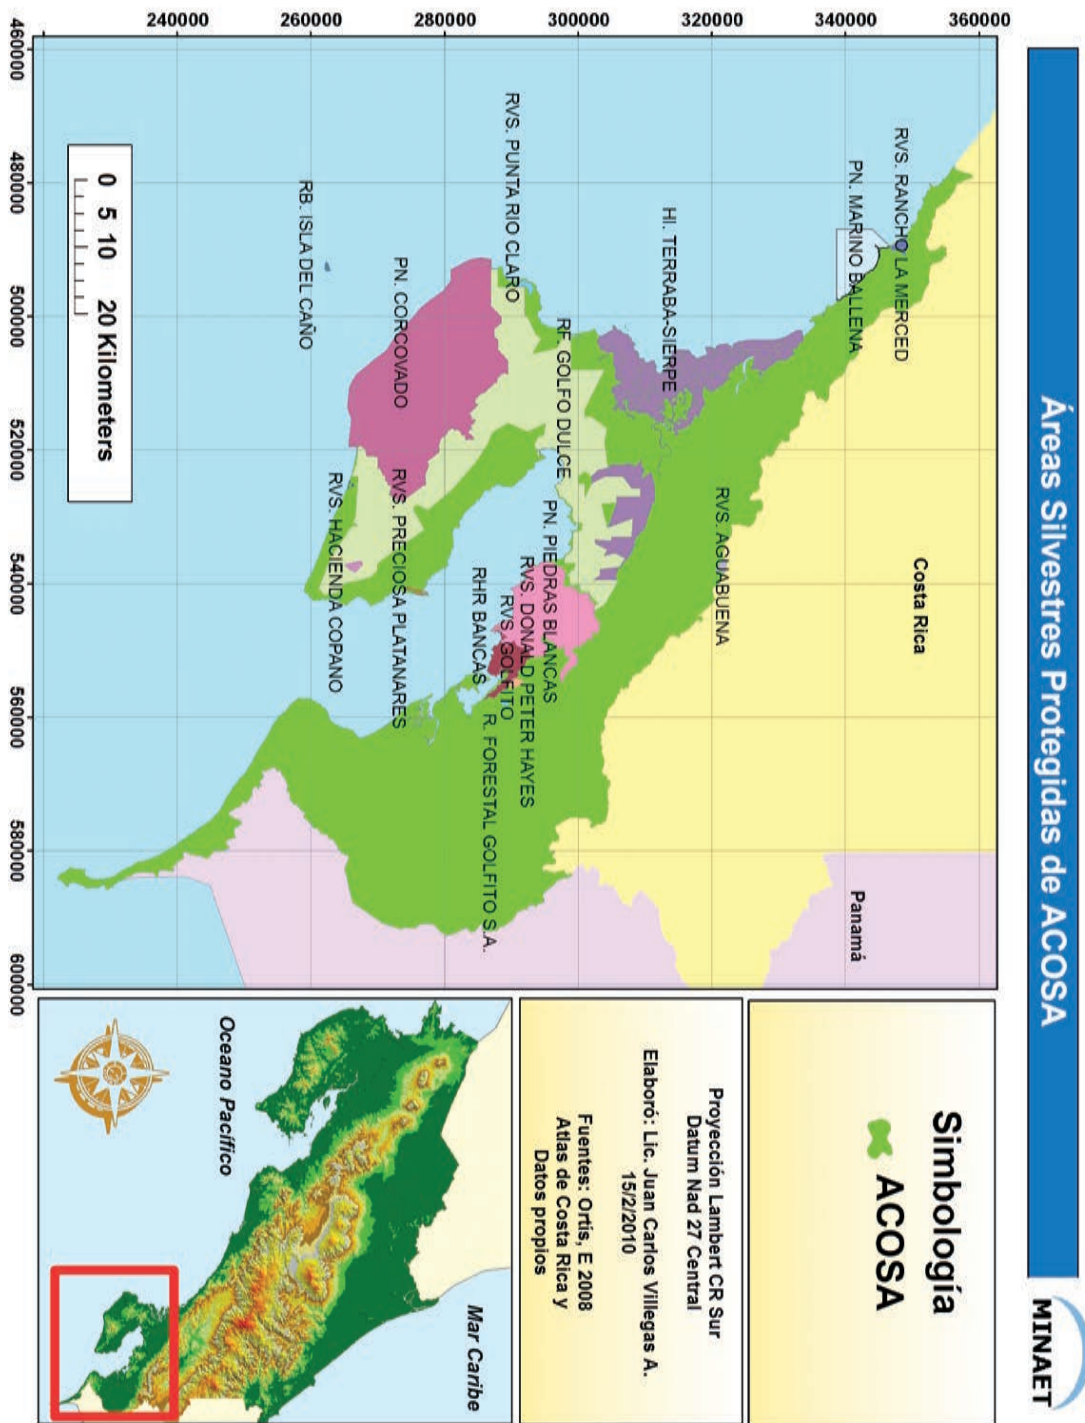 Áreas Silvestres Protegidas de ACOSA
MINAET
360000
340000
320000
300000
280000
260000
240000
460000
480000
500000
520000
540000
560000
580000
600000
RVS. RANCHO LA MERCED
PN. MARINO BALLENA
Costa Rica
Panamá
HI. TERRABA-SIERPE
RVS. AGUABUENA
RVS. PUNTA RIO CLARO
RF. GOLFO DULCE
PN. PIEDRAS BLANCAS
RVS. DONALD PETER HAYES
RVS. GOLFITO
R. FORESTAL GOLFITO S.A.
RHR BANCAS
PN. CORCOVADO
RVS. PRECIOSA PLATANARES
RVS. HACIENDA COPANO
RB. ISLA DEL CAÑO
0 5 10 20 Kilometers
Simbología
ACOSA
Proyección Lambert CR Sur
Datum Nad 27 Central
Elaboró: Lic. Juan Carlos Villegas A.
15/2/2010
Fuentes: Ortis, E 2008
Atlas de Costa Rica y
Datos propios
Mar Caribe
Oceano Pacífico